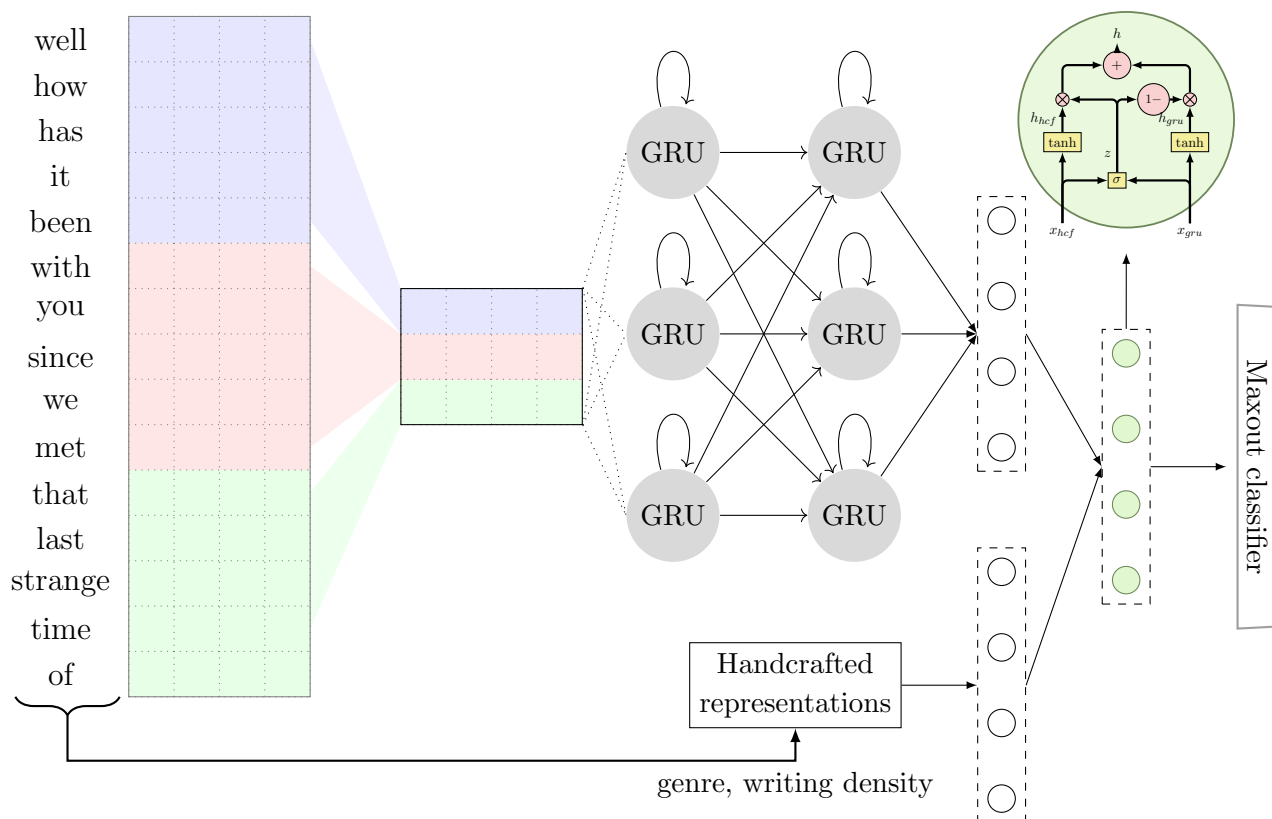 well
how
has
it
been
with
you
since
we
met
that
last
strange
time
of
GRU
GRU
GRU
GRU
GRU
GRU
Handcrafted
representations
genre, writing density
h
+
1−
h_hcf
h_gru
tanh
tanh
z
σ
x_hcf
x_gru
Maxout classifier